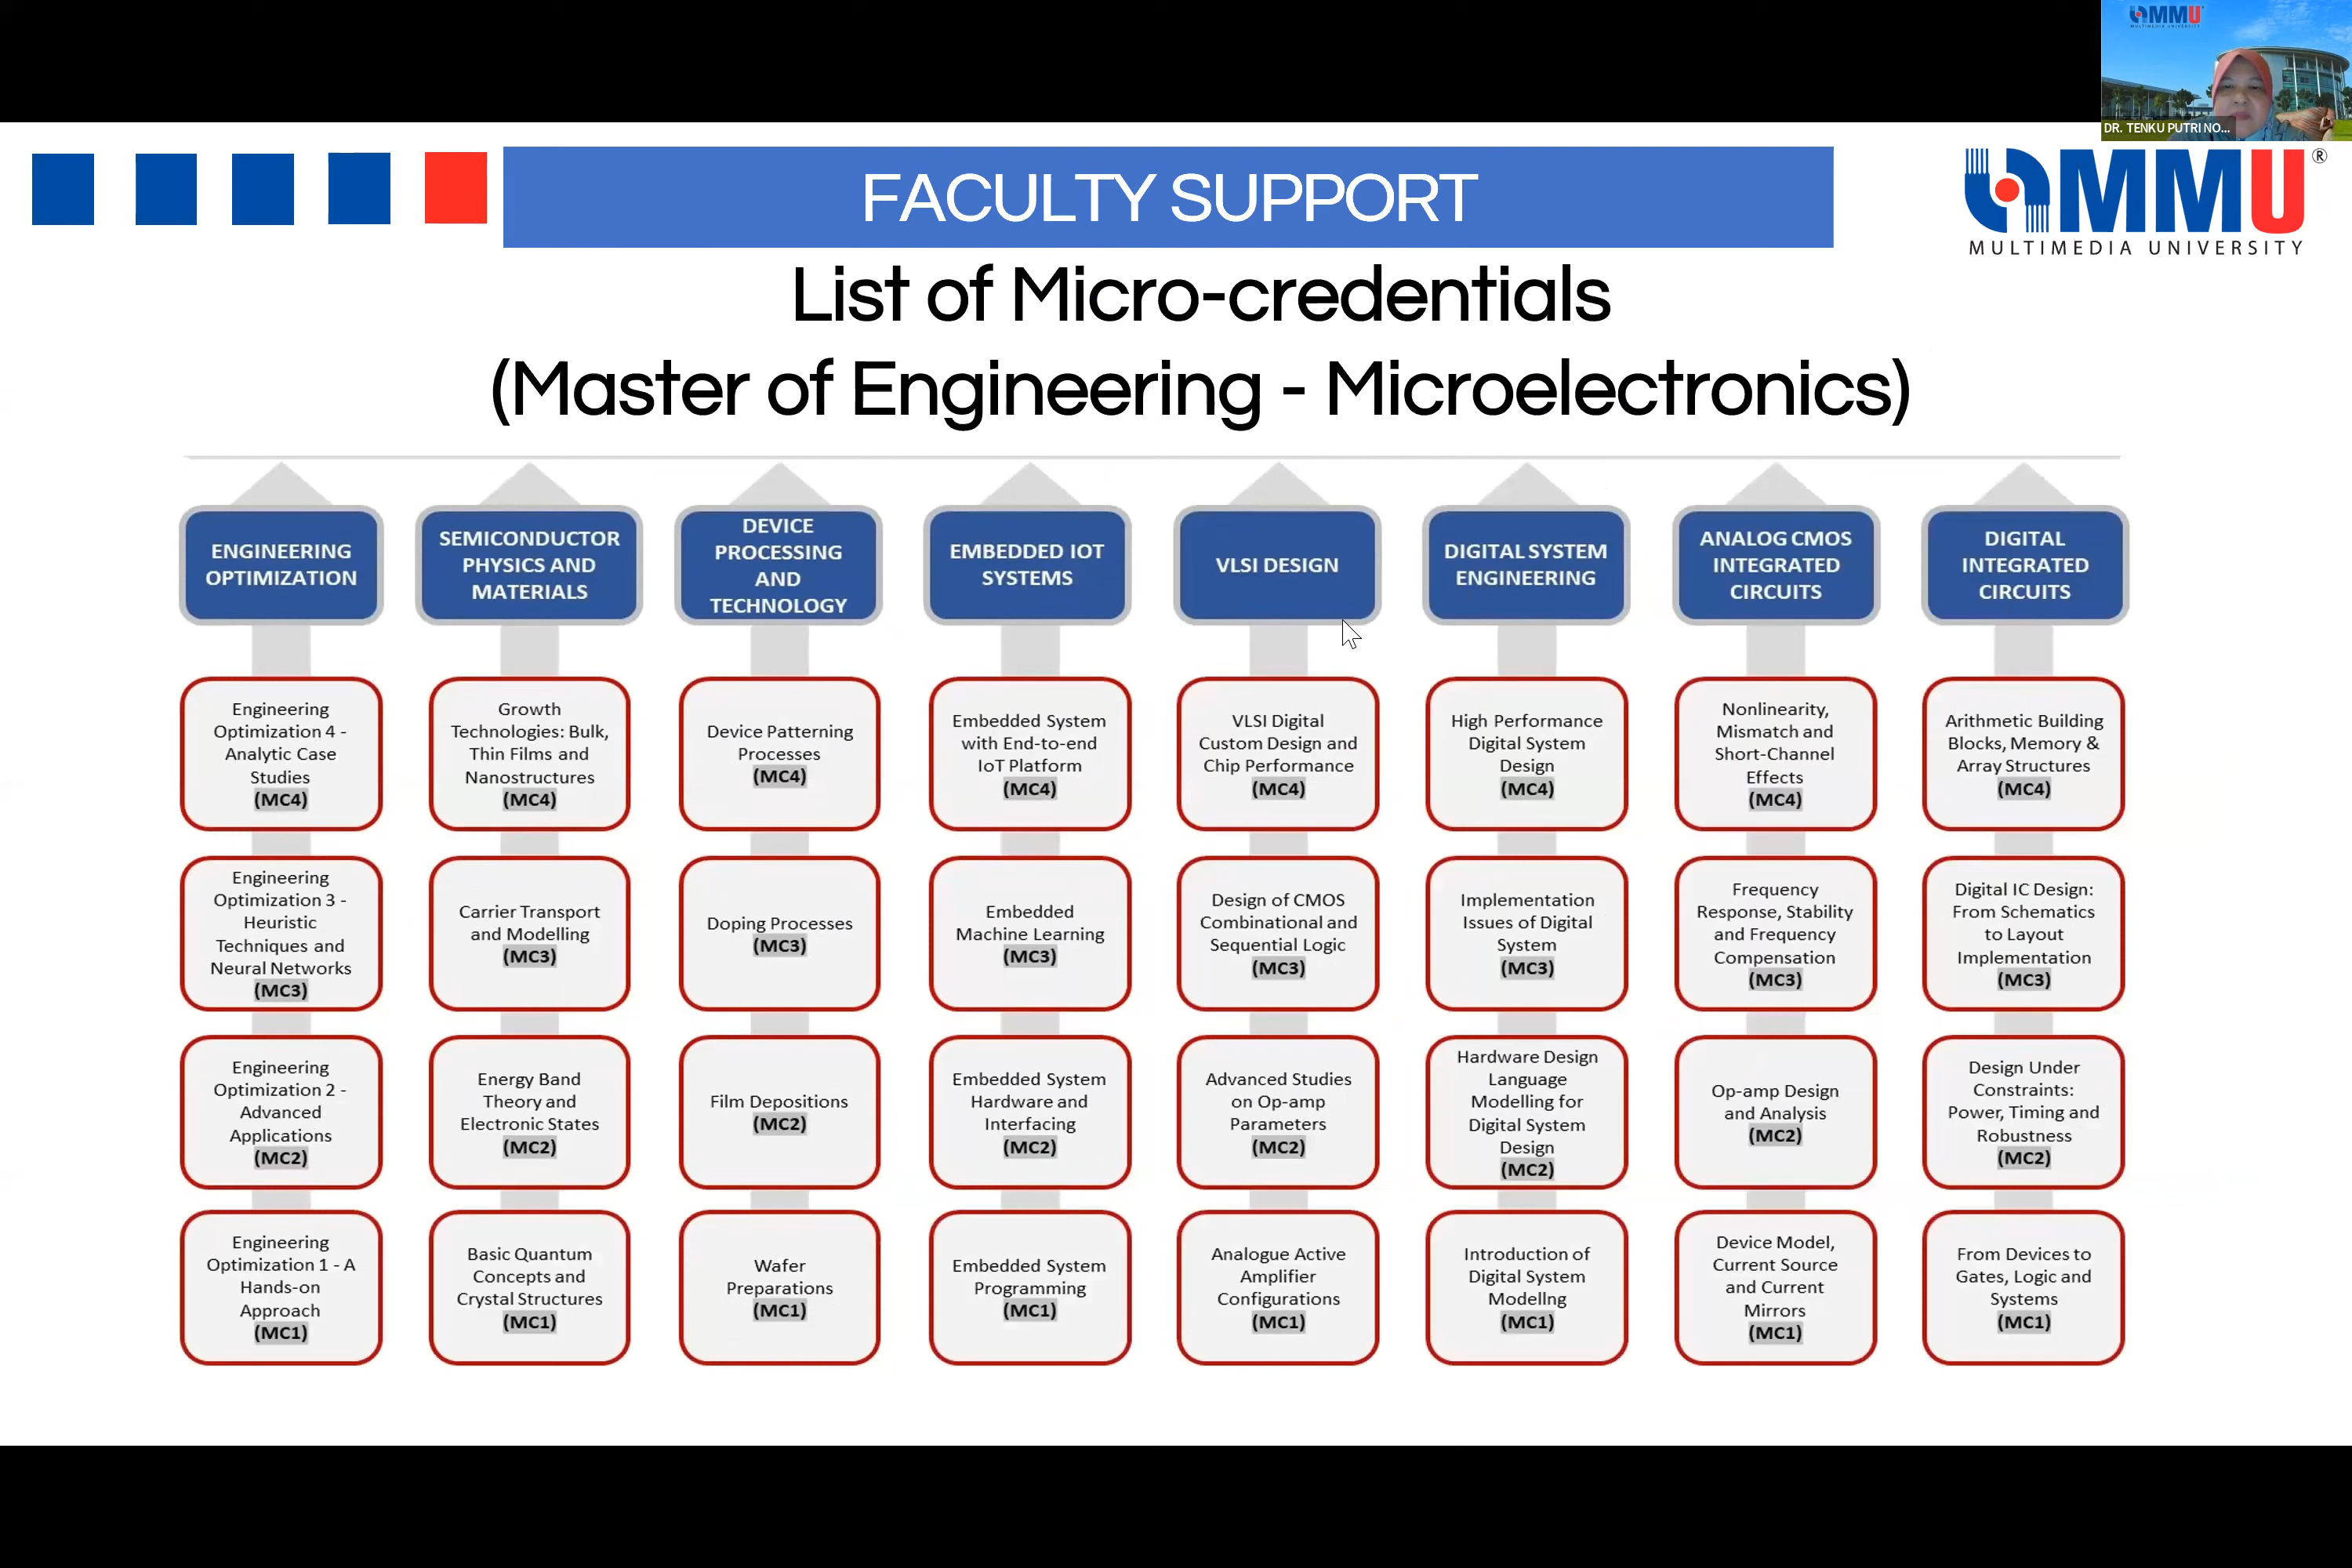 MMU
DR. TENKU PUTRI NO...
FACULTY SUPPORT
MMU®
MULTIMEDIA UNIVERSITY
List of Micro-credentials
(Master of Engineering - Microelectronics)
ENGINEERING
OPTIMIZATION
SEMICONDUCTOR
PHYSICS AND
MATERIALS
DEVICE
PROCESSING
AND
TECHNOLOGY
EMBEDDED IOT
SYSTEMS
VLSI DESIGN
DIGITAL SYSTEM
ENGINEERING
ANALOG CMOS
INTEGRATED
CIRCUITS
DIGITAL
INTEGRATED
CIRCUITS
Engineering
Optimization 4 -
Analytic Case
Studies
(MC4)
Growth
Technologies: Bulk,
Thin Films and
Nanostructures
(MC4)
Device Patterning
Processes
(MC4)
Embedded System
with End-to-end
IoT Platform
(MC4)
VLSI Digital
Custom Design and
Chip Performance
(MC4)
High Performance
Digital System
Design
(MC4)
Nonlinearity,
Mismatch and
Short-Channel
Effects
(MC4)
Arithmetic Building
Blocks, Memory &
Array Structures
(MC4)
Engineering
Optimization 3 -
Heuristic
Techniques and
Neural Networks
(MC3)
Carrier Transport
and Modelling
(MC3)
Doping Processes
(MC3)
Embedded
Machine Learning
(MC3)
Design of CMOS
Combinational and
Sequential Logic
(MC3)
Implementation
Issues of Digital
System
(MC3)
Frequency
Response, Stability
and Frequency
Compensation
(MC3)
Digital IC Design:
From Schematics
to Layout
Implementation
(MC3)
Engineering
Optimization 2 -
Advanced
Applications
(MC2)
Energy Band
Theory and
Electronic States
(MC2)
Film Depositions
(MC2)
Embedded System
Hardware and
Interfacing
(MC2)
Advanced Studies
on Op-amp
Parameters
(MC2)
Hardware Design
Language
Modelling for
Digital System
Design
(MC2)
Op-amp Design
and Analysis
(MC2)
Design Under
Constraints:
Power, Timing and
Robustness
(MC2)
Engineering
Optimization 1 - A
Hands-on
Approach
(MC1)
Basic Quantum
Concepts and
Crystal Structures
(MC1)
Wafer
Preparations
(MC1)
Embedded System
Programming
(MC1)
Analogue Active
Amplifier
Configurations
(MC1)
Introduction of
Digital System
Modellng
(MC1)
Device Model,
Current Source
and Current
Mirrors
(MC1)
From Devices to
Gates, Logic and
Systems
(MC1)